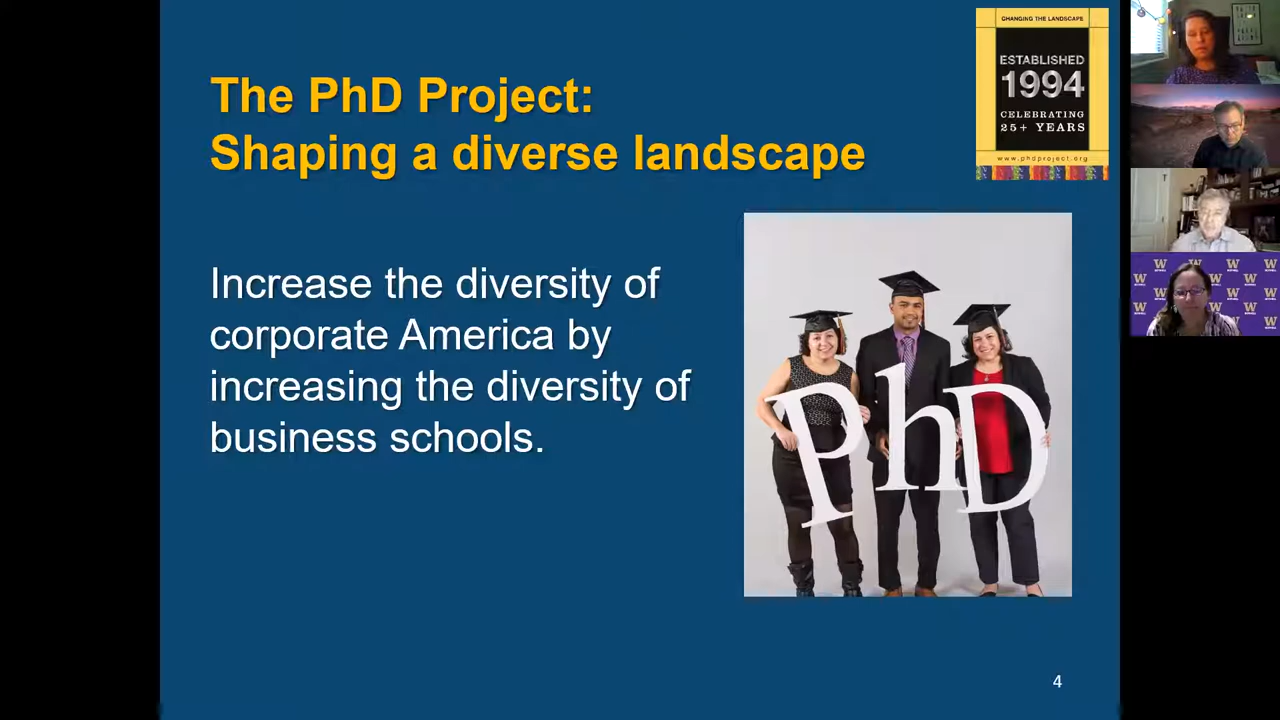 The PhD Project:
Shaping a diverse landscape
CHANGING THE LANDSCAPE
ESTABLISHED
1994
CELEBRATING
25+ YEARS
www.phdproject.org
Increase the diversity of
corporate America by
increasing the diversity of
business schools.
PhD
4
W W W W
W W
W W